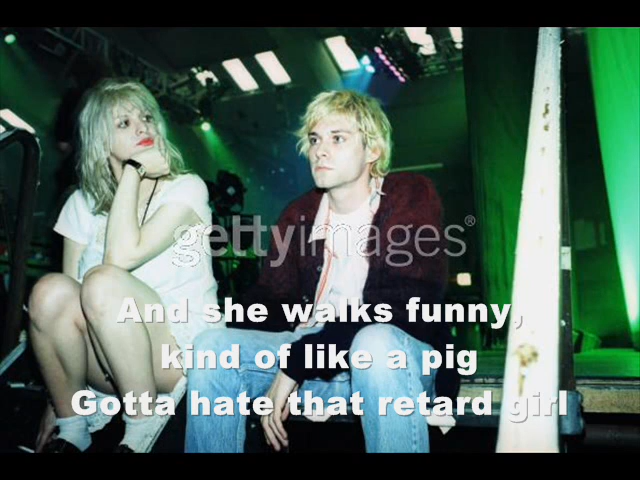 gettyimages®
And she walks funny,
kind of like a pig
Gotta hate that retard girl